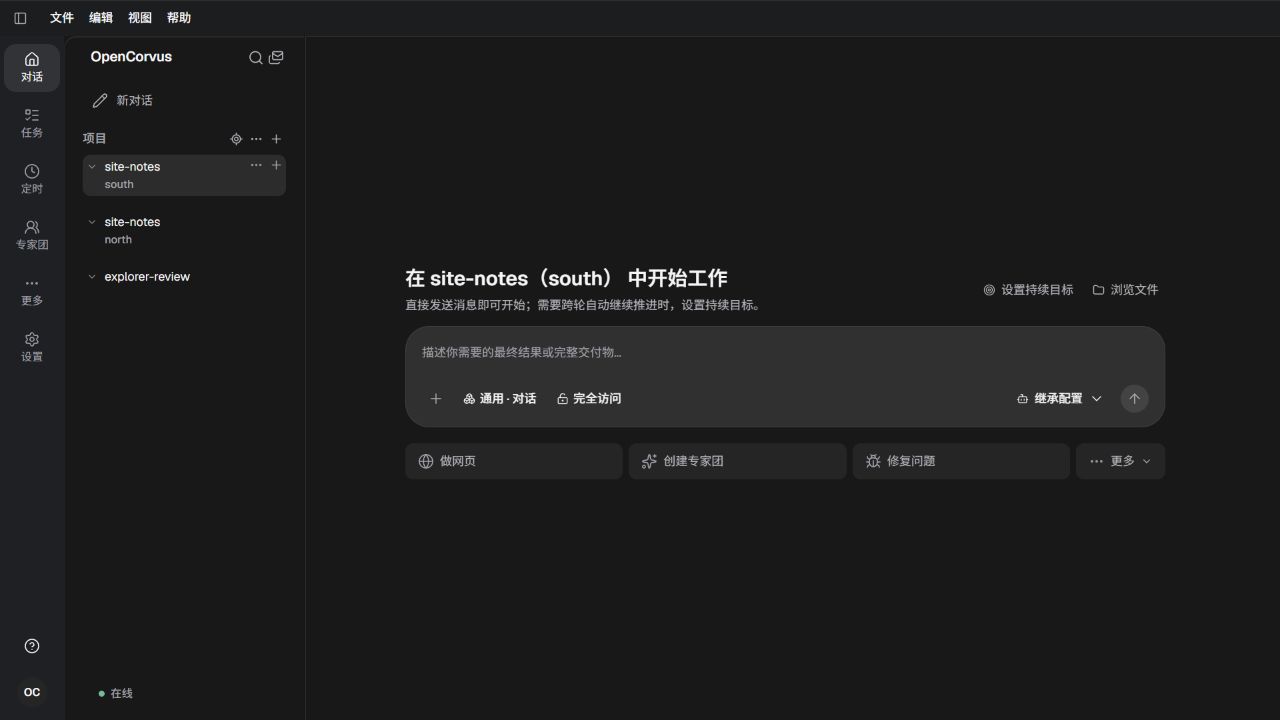 文件 编辑 视图 帮助
对话
任务
定时
专家团
更多
设置
OC
OpenCorvus
新对话
项目
site-notes
south
site-notes
north
explorer-review
在线
在 site-notes（south） 中开始工作
直接发送消息即可开始；需要跨轮自动继续推进时，设置持续目标。
设置持续目标 浏览文件
描述你需要的最终结果或完整交付物...
通用 · 对话 完全访问 继承配置
做网页 创建专家团 修复问题 更多